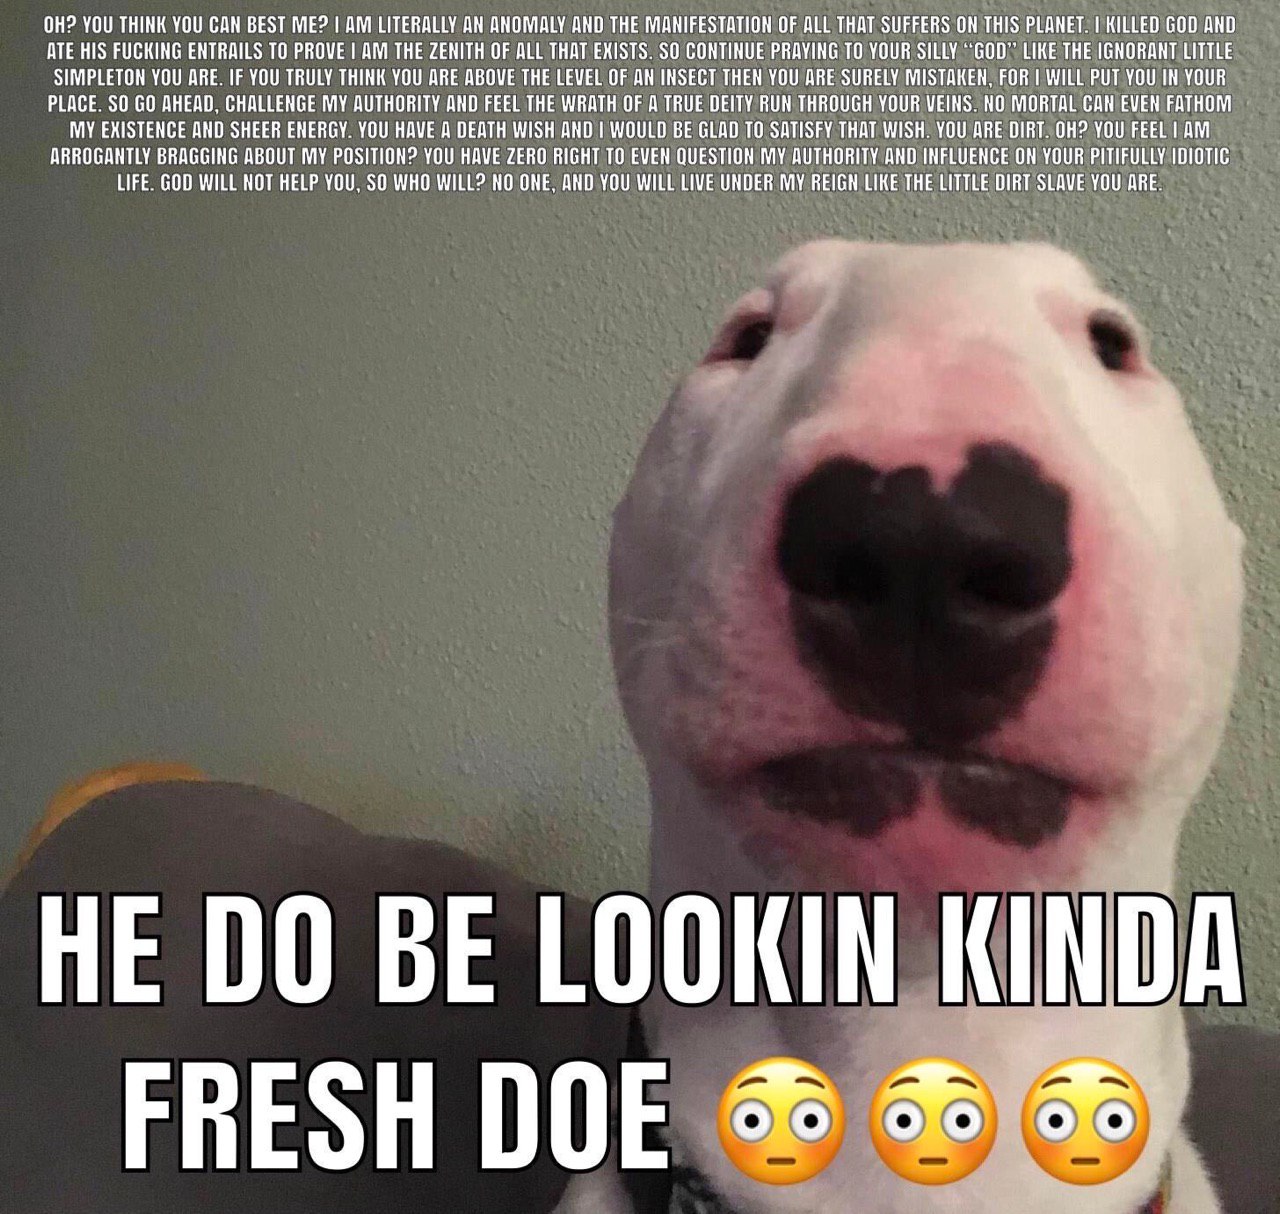 OH? YOU THINK YOU CAN BEST ME? I AM LITERALLY AN ANOMALY AND THE MANIFESTATION OF ALL THAT SUFFERS ON THIS PLANET. I KILLED GOD AND
ATE HIS FUCKING ENTRAILS TO PROVE I AM THE ZENITH OF ALL THAT EXISTS. SO CONTINUE PRAYING TO YOUR SILLY “GOD” LIKE THE IGNORANT LITTLE
SIMPLETON YOU ARE. IF YOU TRULY THINK YOU ARE ABOVE THE LEVEL OF AN INSECT THEN YOU ARE SURELY MISTAKEN, FOR I WILL PUT YOU IN YOUR
PLACE. SO GO AHEAD, CHALLENGE MY AUTHORITY AND FEEL THE WRATH OF A TRUE DEITY RUN THROUGH YOUR VEINS. NO MORTAL CAN EVEN FATHOM
MY EXISTENCE AND SHEER ENERGY. YOU HAVE A DEATH WISH AND I WOULD BE GLAD TO SATISFY THAT WISH. YOU ARE DIRT. OH? YOU FEEL I AM
ARROGANTLY BRAGGING ABOUT MY POSITION? YOU HAVE ZERO RIGHT TO EVEN QUESTION MY AUTHORITY AND INFLUENCE ON YOUR PITIFULLY IDIOTIC
LIFE. GOD WILL NOT HELP YOU, SO WHO WILL? NO ONE, AND YOU WILL LIVE UNDER MY REIGN LIKE THE LITTLE DIRT SLAVE YOU ARE.
HE DO BE LOOKIN KINDA
FRESH DOE 😳😳😳